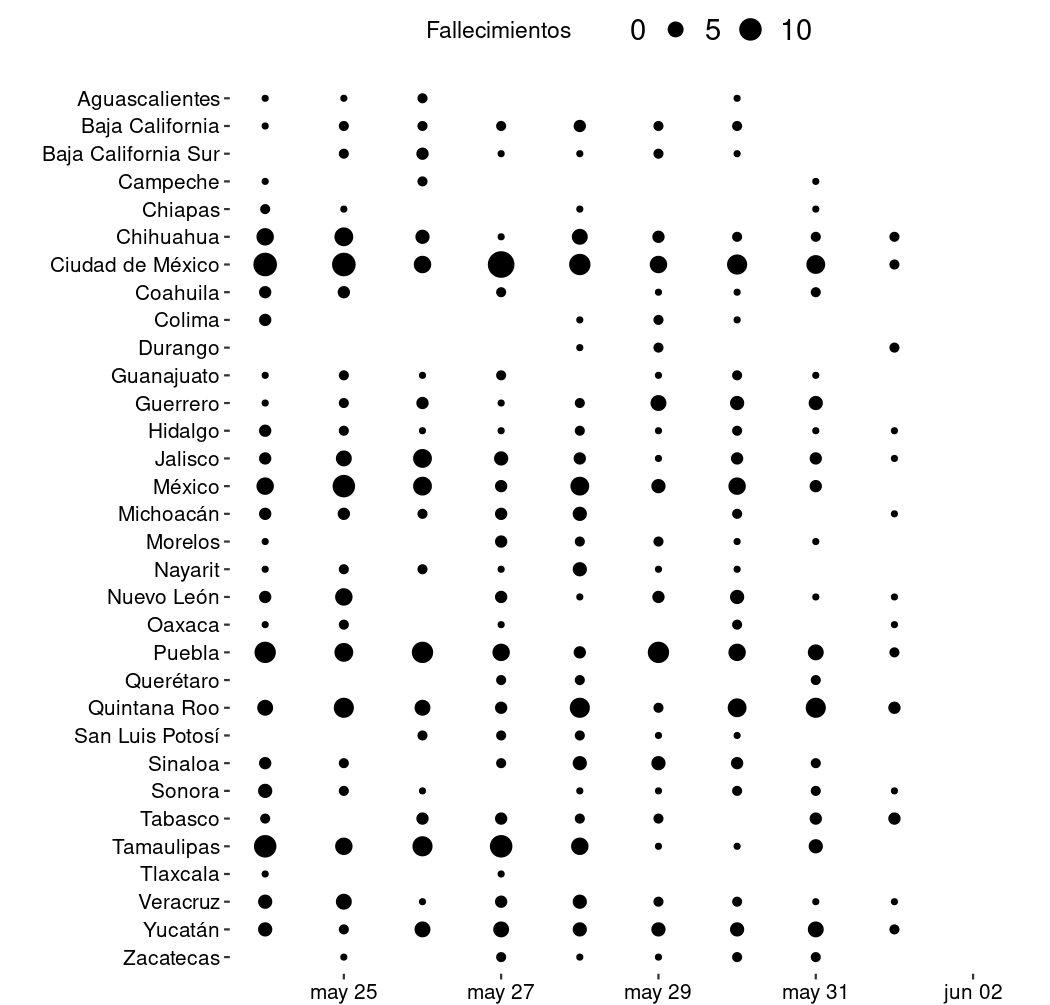 Fallecimientos 0 5 10
Aguascalientes
Baja California
Baja California Sur
Campeche
Chiapas
Chihuahua
Ciudad de México
Coahuila
Colima
Durango
Guanajuato
Guerrero
Hidalgo
Jalisco
México
Michoacán
Morelos
Nayarit
Nuevo León
Oaxaca
Puebla
Querétaro
Quintana Roo
San Luis Potosí
Sinaloa
Sonora
Tabasco
Tamaulipas
Tlaxcala
Veracruz
Yucatán
Zacatecas
may 25 may 27 may 29 may 31 jun 02